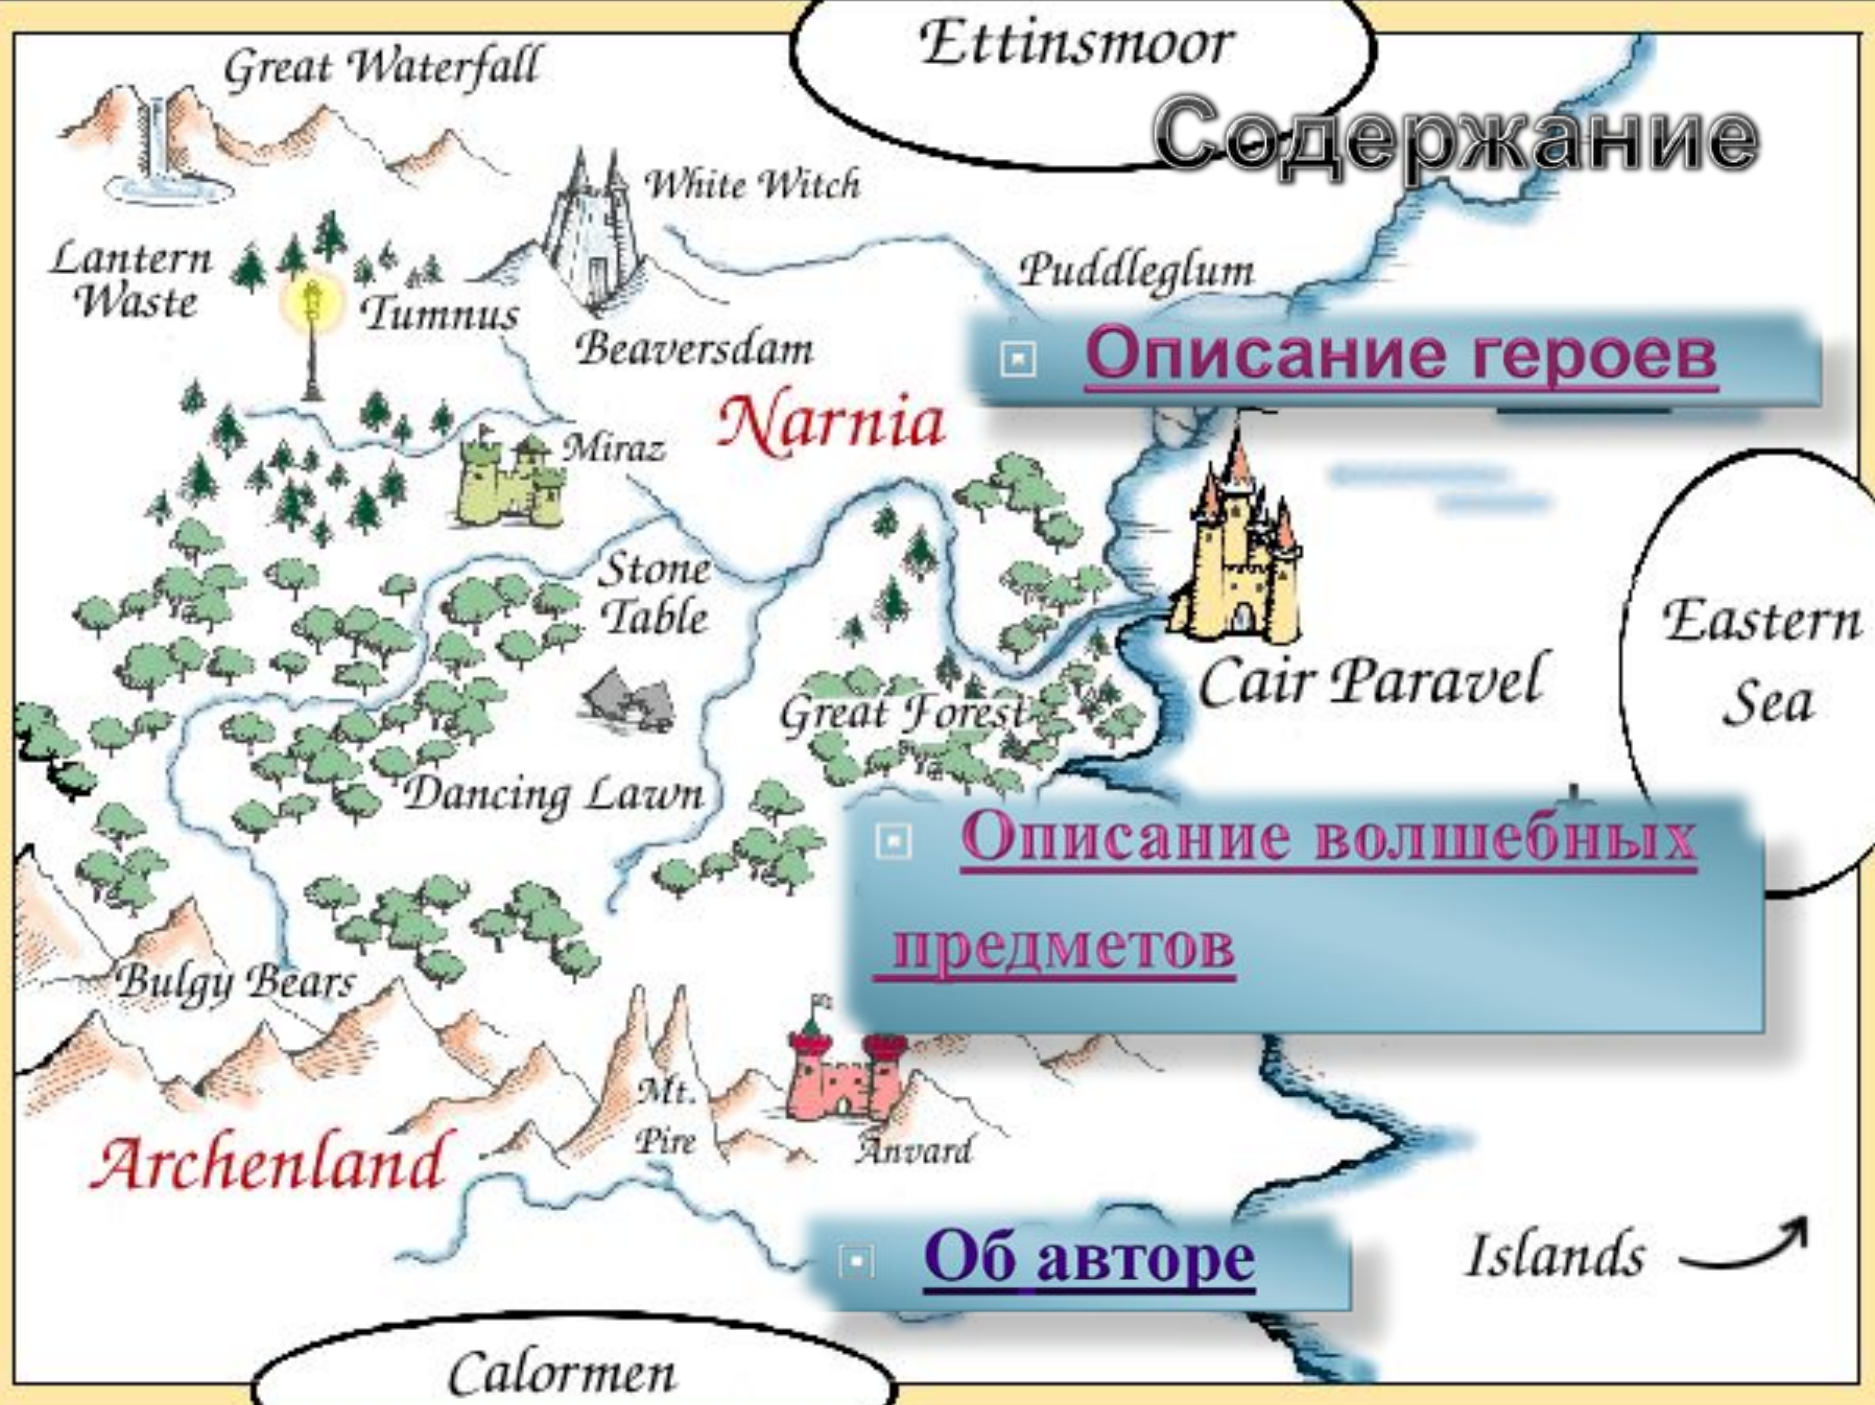 Ettinsmoor
Great Waterfall
Содержание
White Witch
Lantern
Waste
Puddleglum
Tumnus
Beaversdam
Описание героев
Narnia
Miraz
Stone
Table
Eastern
Sea
Cair Paravel
Great Forest
Dancing Lawn
Описание волшебных
предметов
Bulgy Bears
Mt.
Pire
Anvard
Archenland
Об авторе
Islands
Calormen